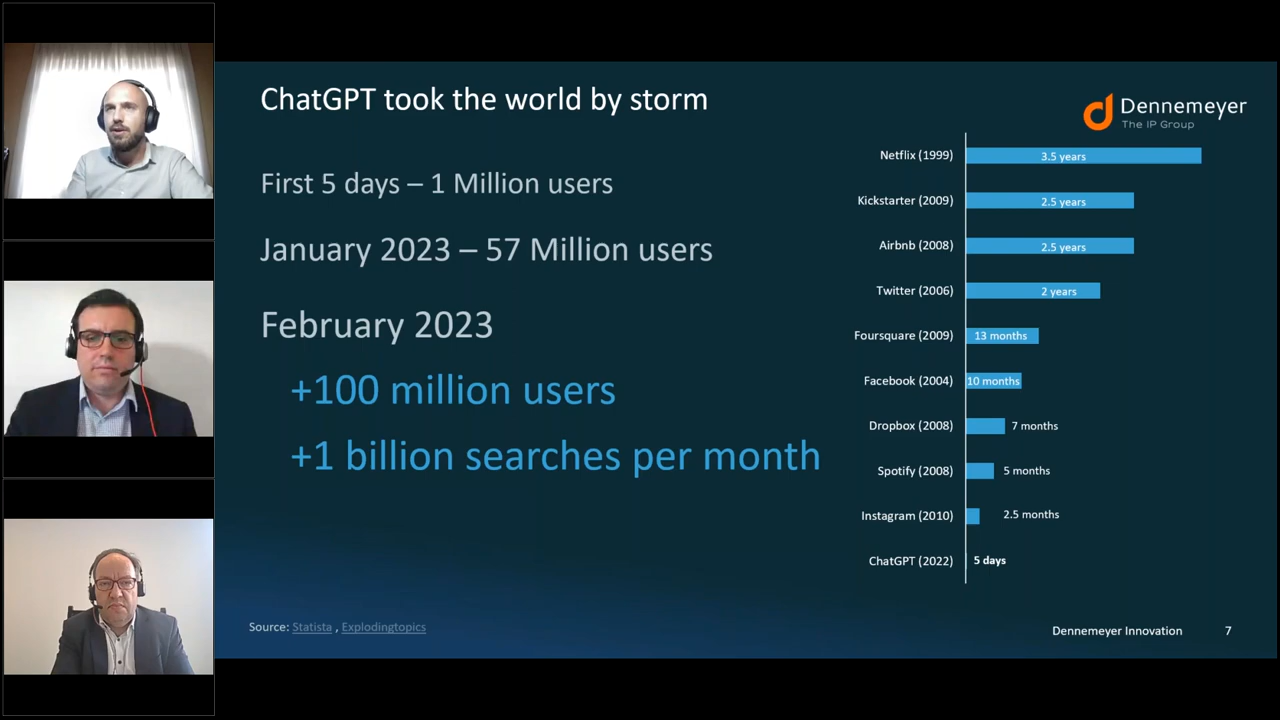 ChatGPT took the world by storm
Dennemeyer
The IP Group
First 5 days – 1 Million users
January 2023 – 57 Million users
February 2023
+100 million users
+1 billion searches per month
Netflix (1999) 3.5 years
Kickstarter (2009) 2.5 years
Airbnb (2008) 2.5 years
Twitter (2006) 2 years
Foursquare (2009) 13 months
Facebook (2004) 10 months
Dropbox (2008) 7 months
Spotify (2008) 5 months
Instagram (2010) 2.5 months
ChatGPT (2022) 5 days
Source: Statista , Explodingtopics
Dennemeyer Innovation 7